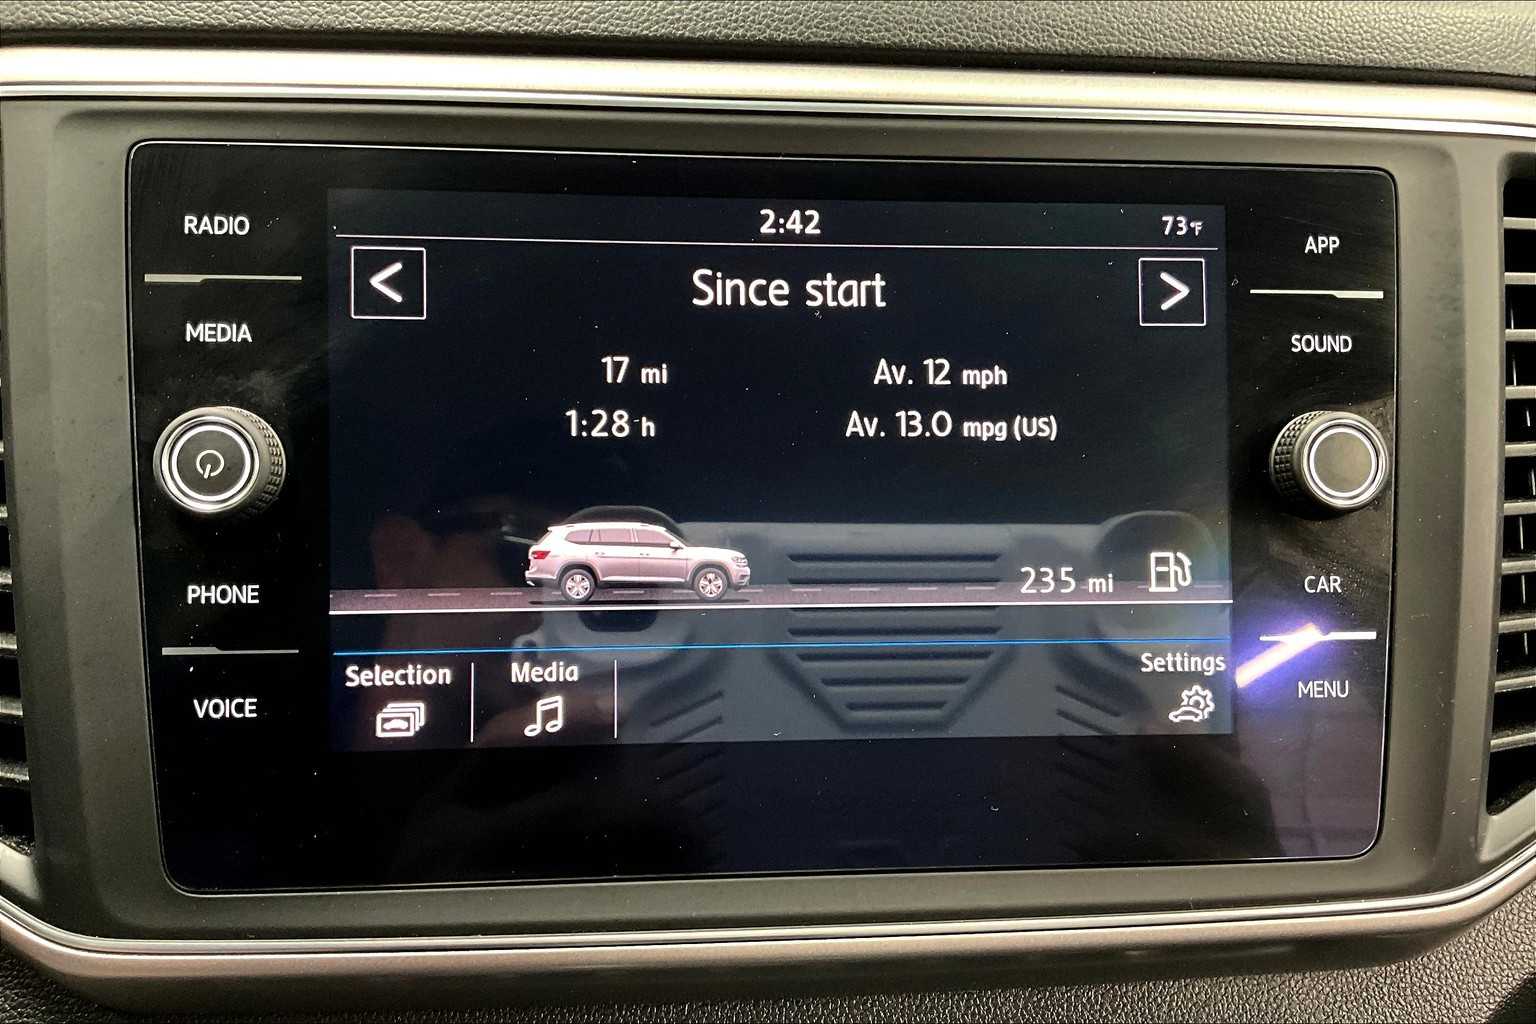 2:42
73°F
<
Since start
>
17 mi
Av. 12 mph
1:28 h
Av. 13.0 mpg (US)
235 mi
Selection
Media
Settings
RADIO
MEDIA
PHONE
VOICE
APP
SOUND
CAR
MENU